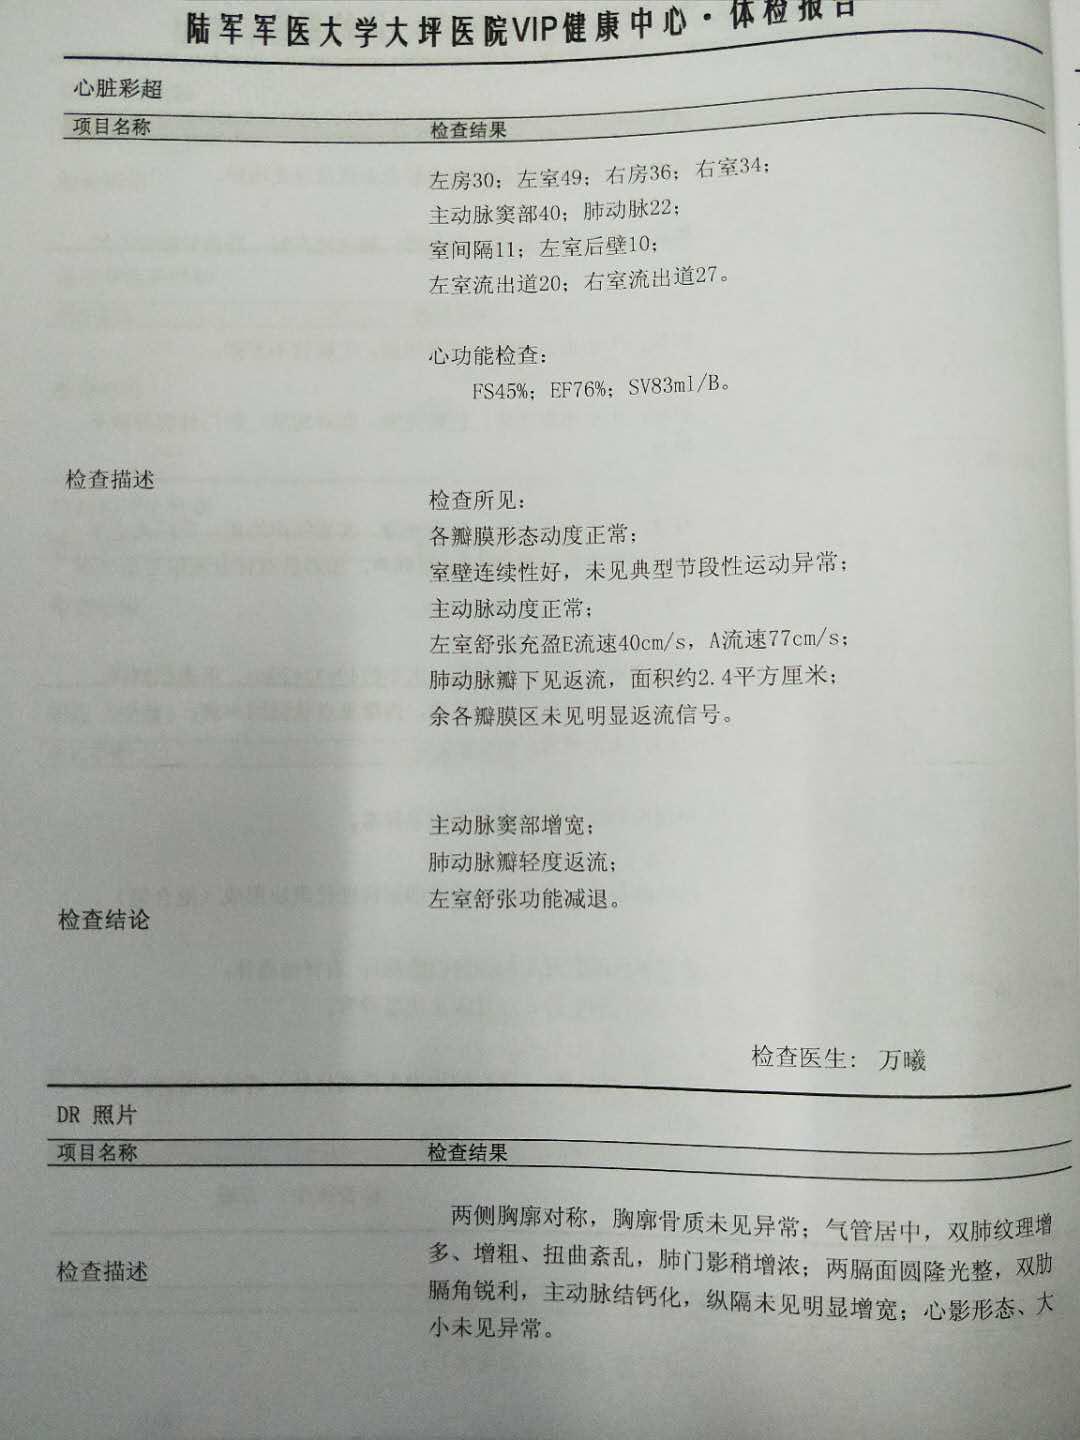 陆军军医大学大坪医院VIP健康中心·体检报告
心脏彩超
项目名称 检查结果
左房30；左室49；右房36；右室34；
主动脉窦部40；肺动脉22；
室间隔11；左室后壁10；
左室流出道20；右室流出道27。
心功能检查：
FS45%；EF76%；SV83ml/B。
检查描述
检查所见：
各瓣膜形态动度正常；
室壁连续性好，未见典型节段性运动异常；
主动脉动度正常；
左室舒张充盈E流速40cm/s，A流速77cm/s；
肺动脉瓣下见返流，面积约2.4平方厘米；
余各瓣膜区未见明显返流信号。
主动脉窦部增宽；
肺动脉瓣轻度返流；
左室舒张功能减退。
检查结论
检查医生： 万曦
DR 照片
项目名称 检查结果
两侧胸廓对称，胸廓骨质未见异常；气管居中，双肺纹理增
多、增粗、扭曲紊乱，肺门影稍增浓；两膈面圆隆光整，双肋
检查描述
膈角锐利，主动脉结钙化，纵隔未见明显增宽；心影形态、大
小未见异常。